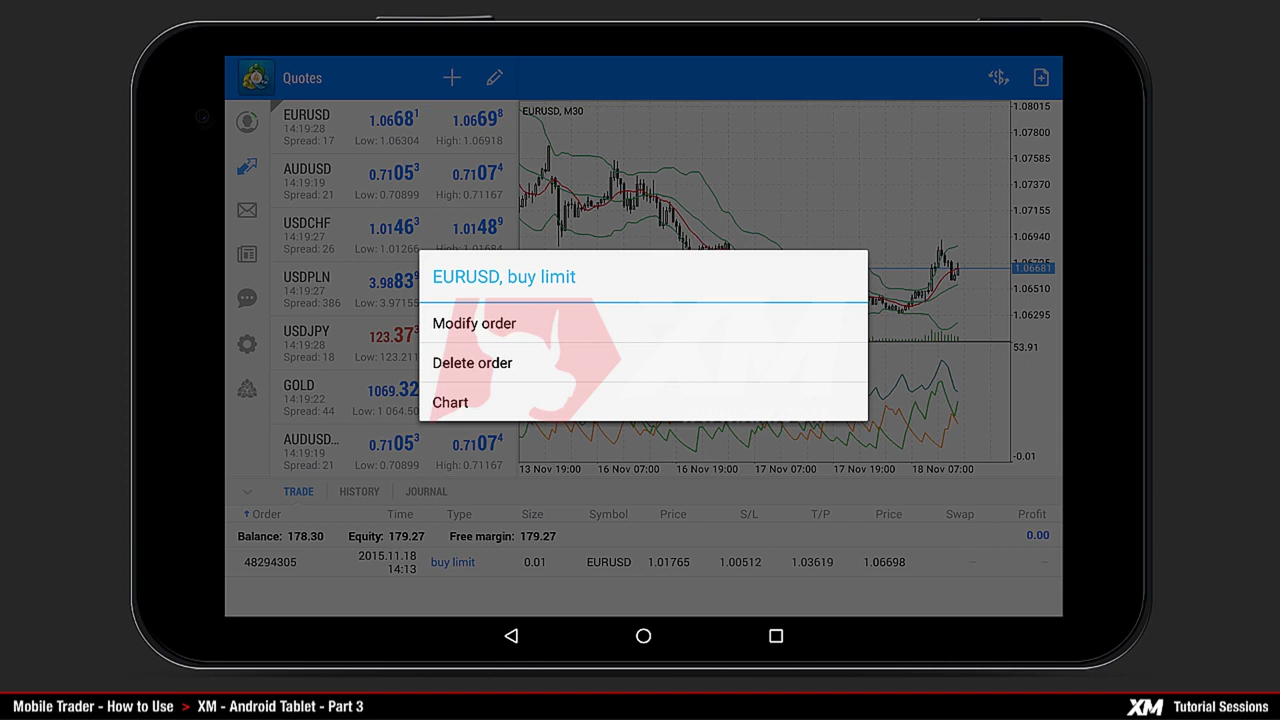 Quotes
EURUSD 1.0668¹ 1.0669⁸
14:19:28
Spread: 17 Low: 1.06304 High: 1.06918
AUDUSD 0.7105³ 0.7107⁴
14:19:19
Spread: 21 Low: 0.70899 High: 0.71167
USDCHF 1.0146³ 1.0148⁹
14:19:27
Spread: 26 Low: 1.01266 High: 1.01684
USDPLN 3.9883⁹
14:19:27
Spread: 386 Low: 3.97155
USDJPY 123.37³
14:19:28
Spread: 18 Low: 123.211
GOLD 1069.32
14:19:22
Spread: 44 Low: 1 064.50
AUDUSD... 0.7105³ 0.7107⁴
14:19:19
Spread: 21 Low: 0.70899 High: 0.71167
EURUSD, M30
1.08015
1.07800
1.07585
1.07370
1.07155
1.06940
1.06681
1.06510
1.06295
53.91
-0.01
13 Nov 19:00 16 Nov 07:00 16 Nov 19:00 17 Nov 07:00 17 Nov 19:00 18 Nov 07:00
EURUSD, buy limit
Modify order
Delete order
Chart
TRADE HISTORY JOURNAL
Order Time Type Size Symbol Price S/L T/P Price Swap Profit
Balance: 178.30 Equity: 179.27 Free margin: 179.27 0.00
48294305 2015.11.18 14:13 buy limit 0.01 EURUSD 1.01765 1.00512 1.03619 1.06698 – –
Mobile Trader - How to Use > XM - Android Tablet - Part 3
XM Tutorial Sessions